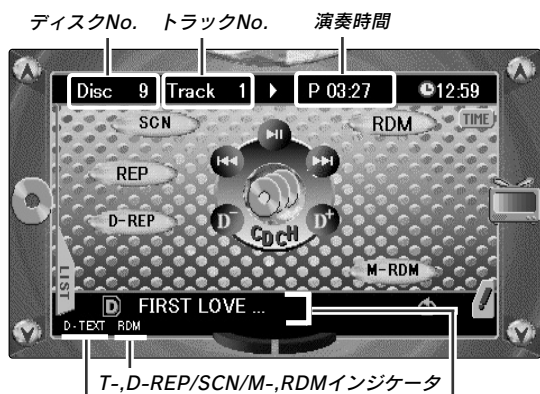 ディスクNo. トラックNo. 演奏時間
Disc 9 Track 1 P 03:27 12:59
SCN RDM TIME
REP
D-REP
D- D+
CDCH
M-RDM
LIST
D FIRST LOVE ...
D-TEXT RDM
T-,D-REP/SCN/M-,RDMインジケータ